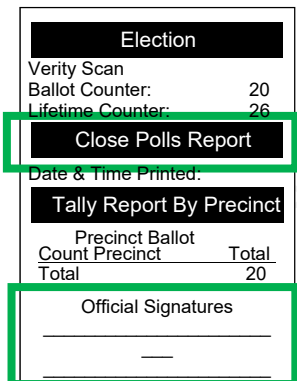 Election
Verity Scan
Ballot Counter: 20
Lifetime Counter: 26
Close Polls Report
Date & Time Printed:
Tally Report By Precinct
Precinct Ballot
Count Precinct Total
Total 20
Official Signatures